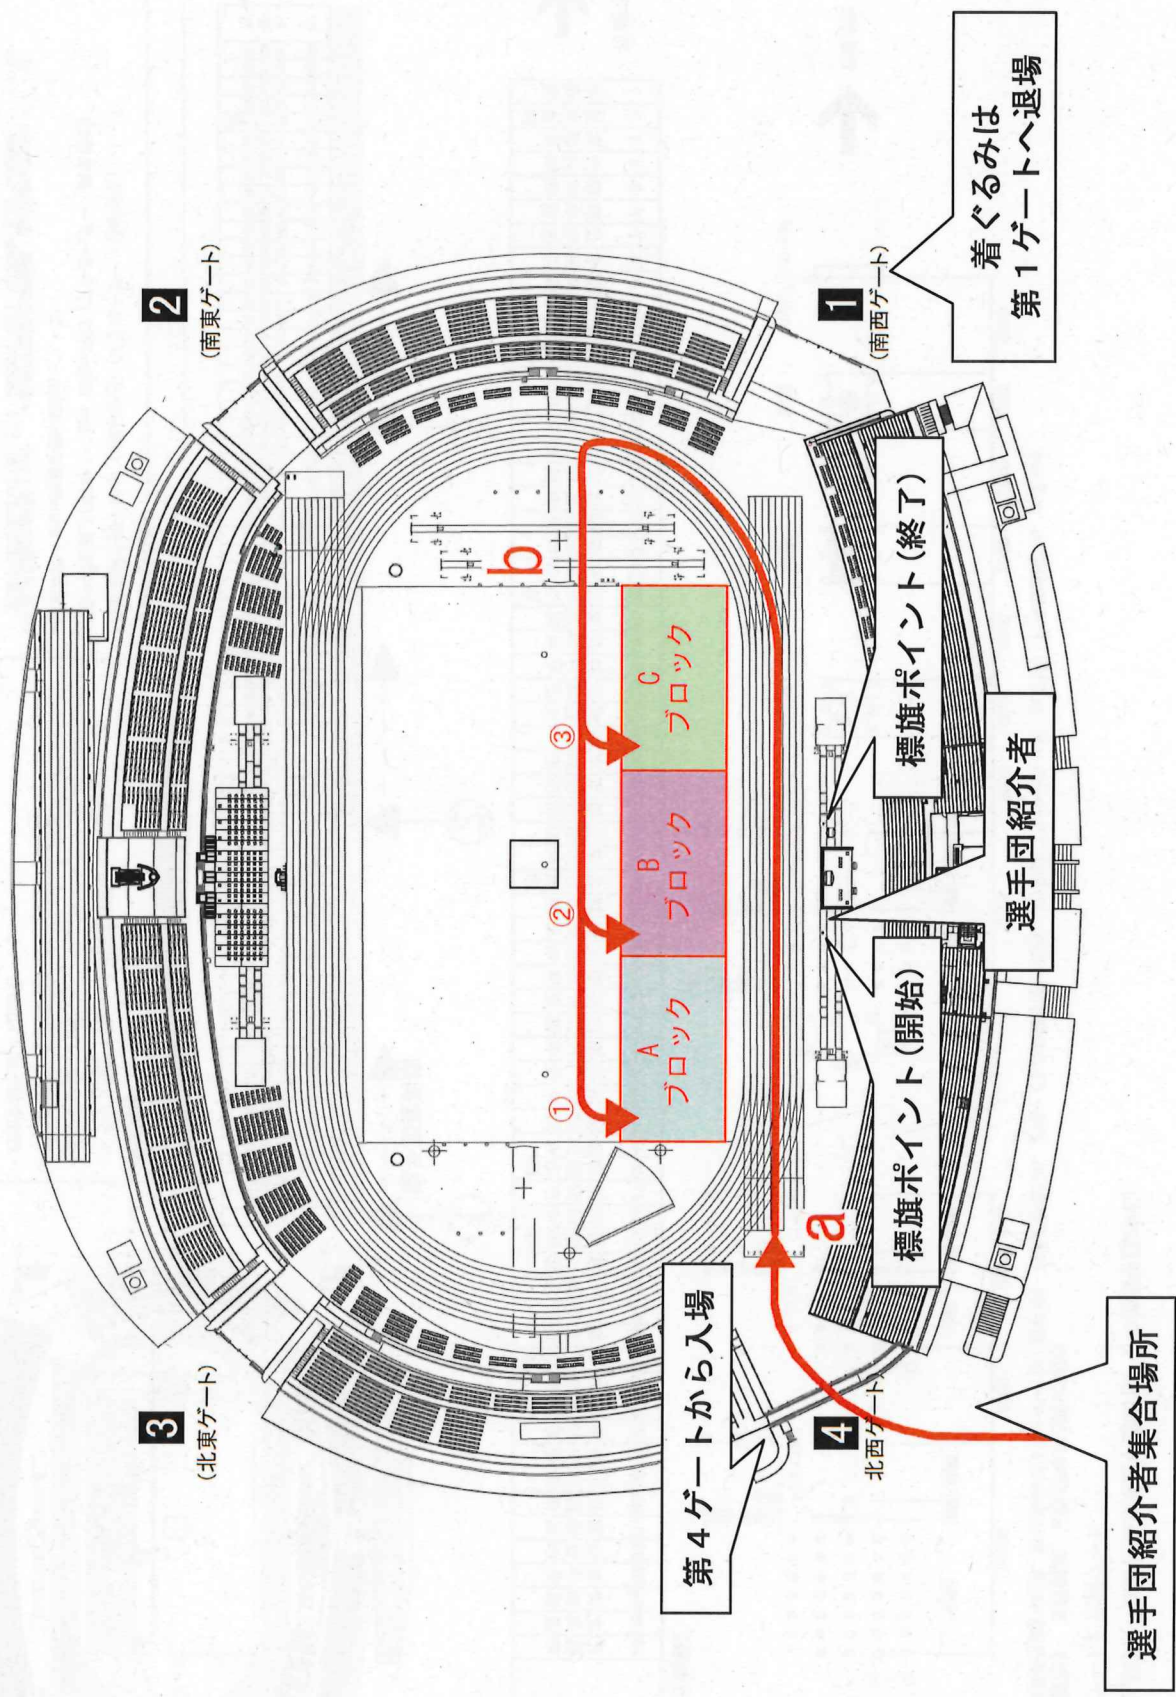 3
(北東ゲート)
2
(南東ゲート)
①
②
③
b
A
ブロック
B
ブロック
C
ブロック
第4ゲートから入場
a
4
北西ゲート)
1
(南西ゲート)
標旗ポイント(開始)
標旗ポイント(終了)
選手団紹介者
着ぐるみは
第1ゲートへ退場
選手団紹介者集合場所